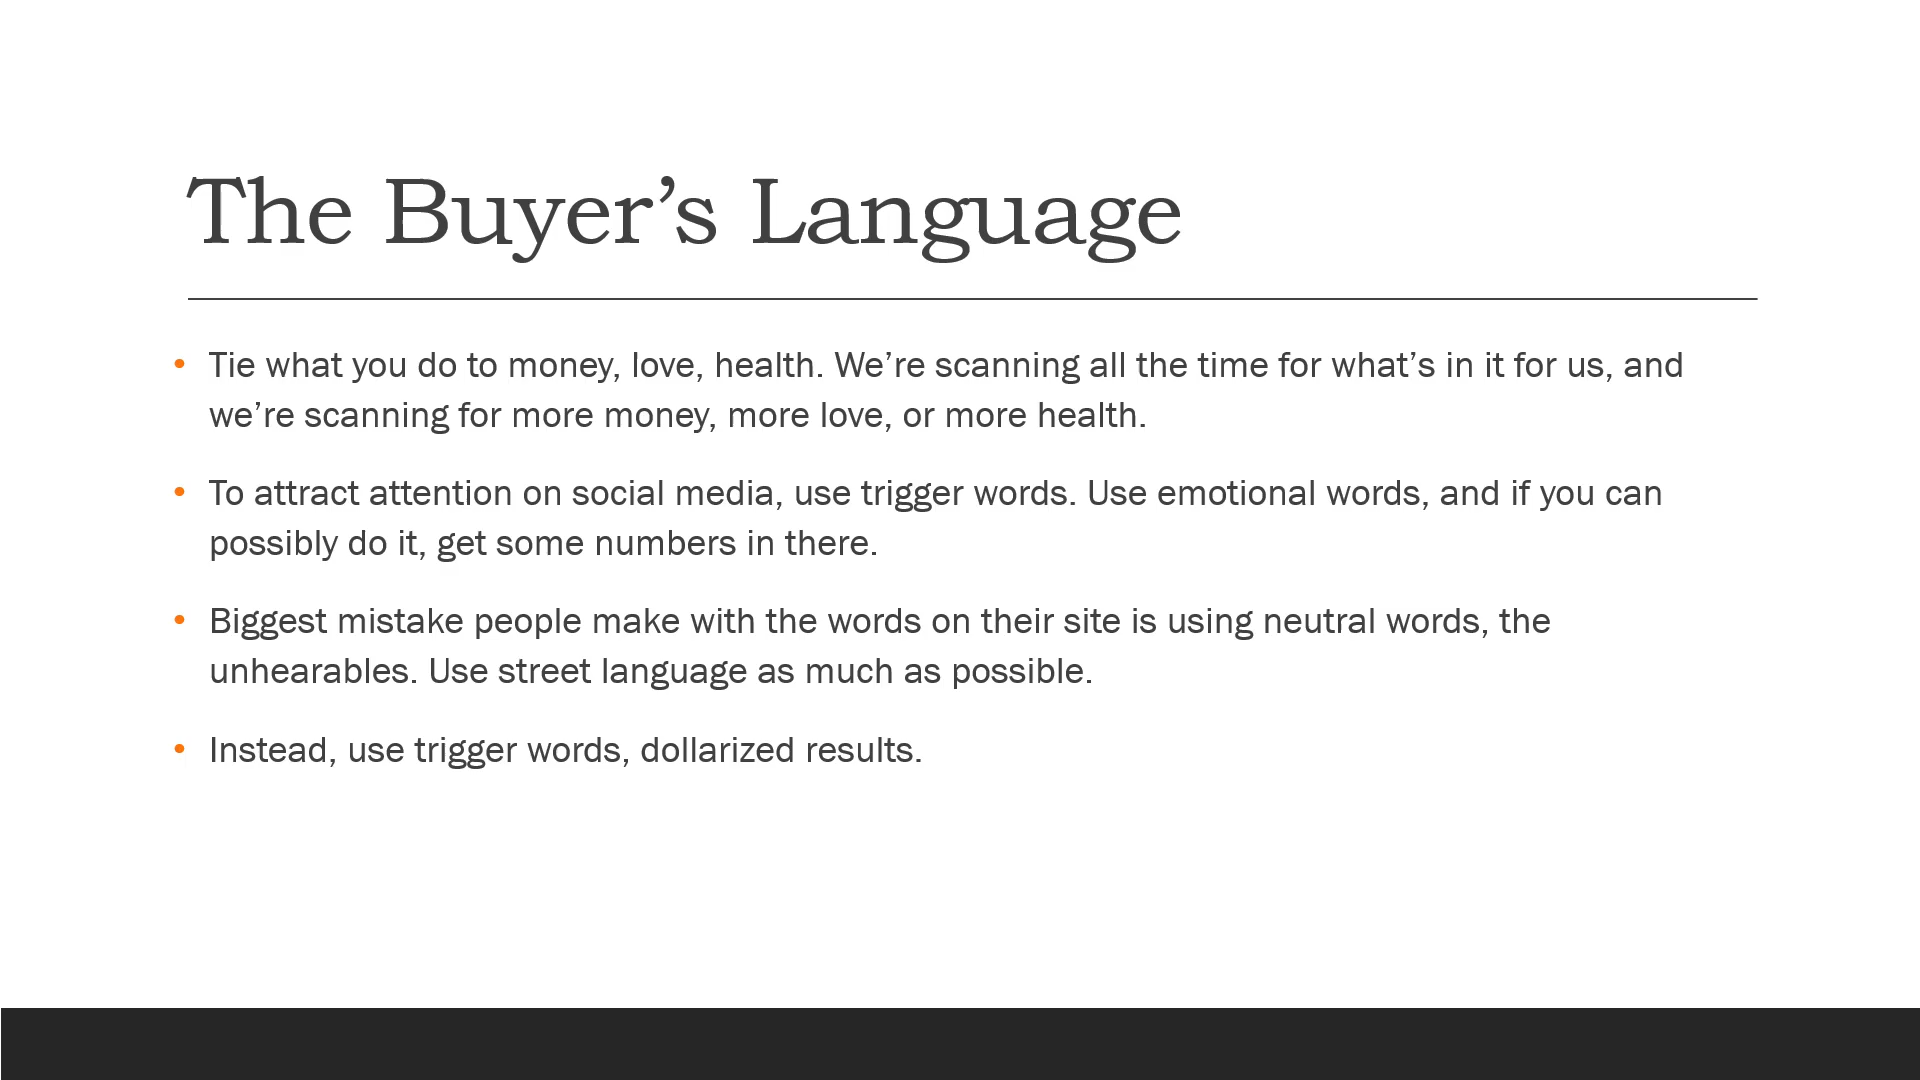 The Buyer’s Language
• Tie what you do to money, love, health. We’re scanning all the time for what’s in it for us, and
we’re scanning for more money, more love, or more health.
• To attract attention on social media, use trigger words. Use emotional words, and if you can
possibly do it, get some numbers in there.
• Biggest mistake people make with the words on their site is using neutral words, the
unhearables. Use street language as much as possible.
• Instead, use trigger words, dollarized results.